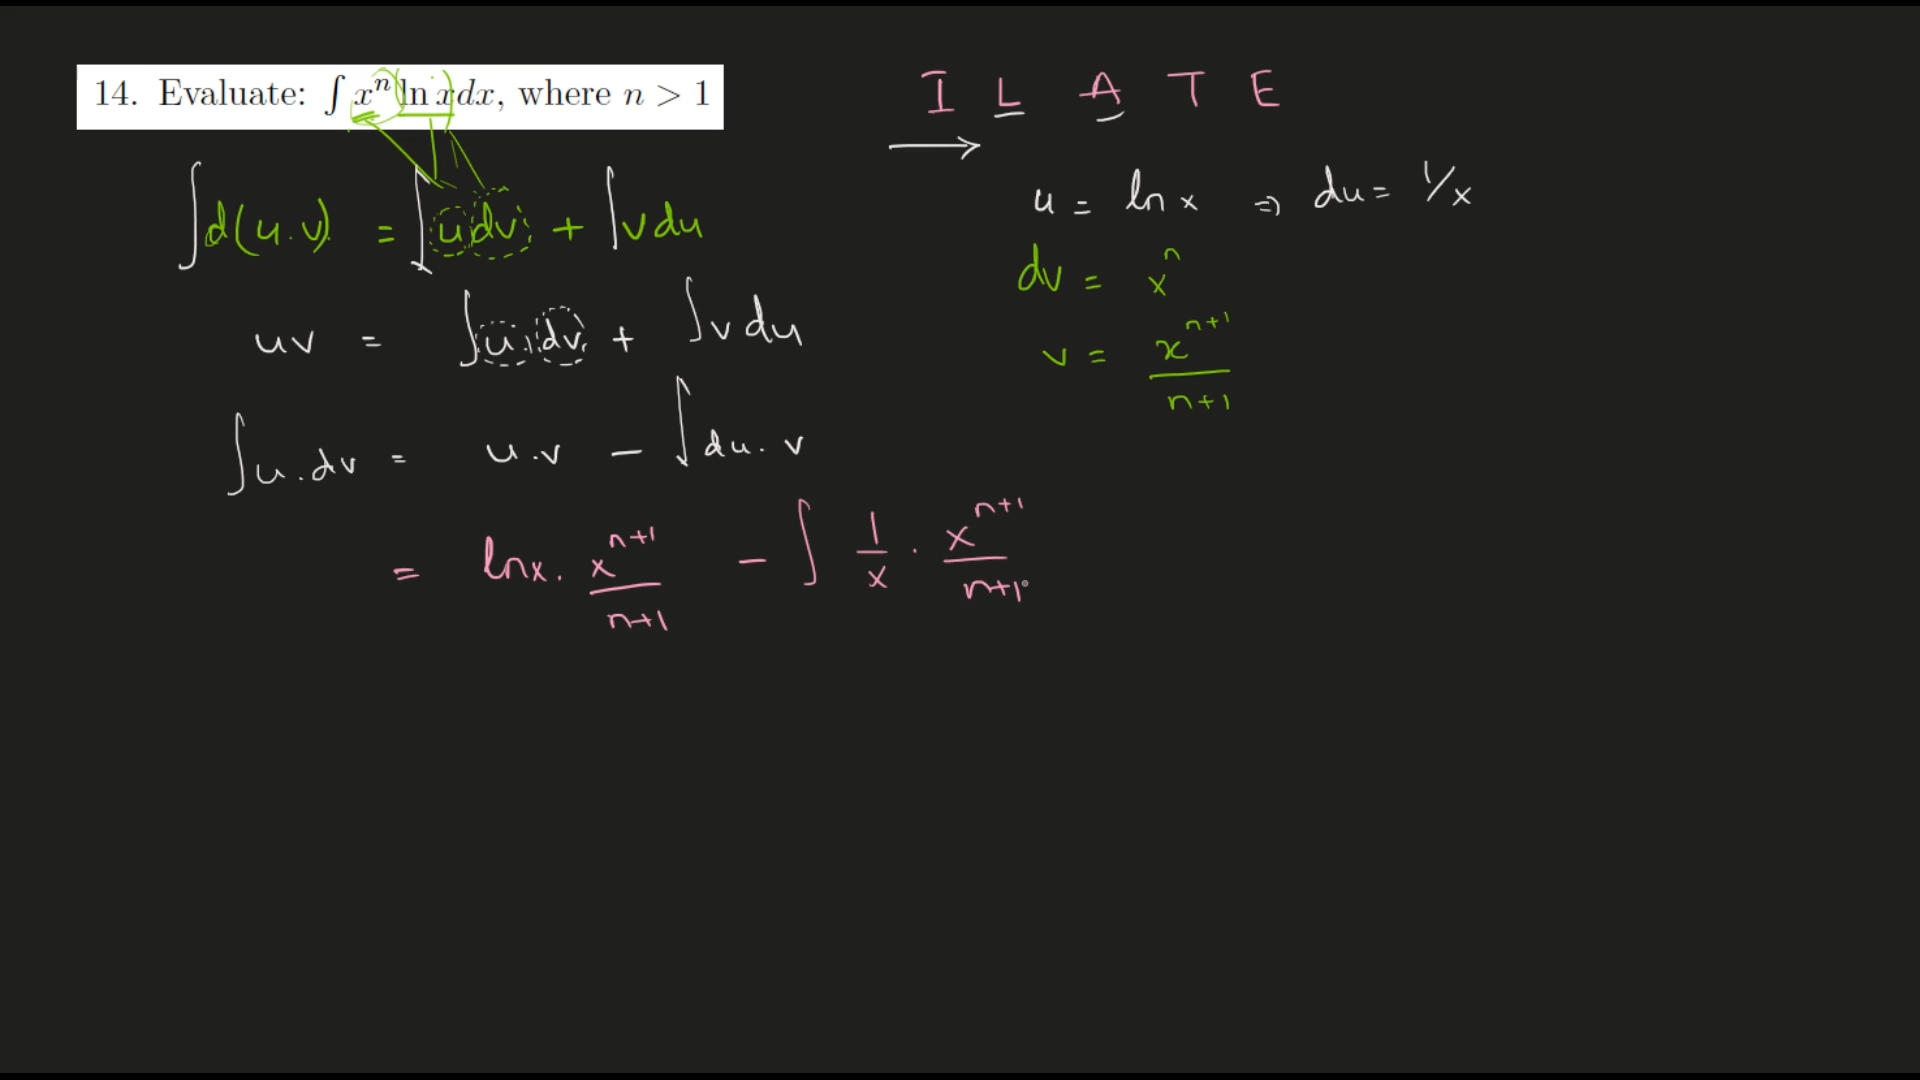 14. Evaluate: ∫ xⁿ ln x dx, where n > 1
I L A T E
∫d(u.v) = ∫udv + ∫vdu
uv = ∫u.dv + ∫vdu
∫u.dv = u.v − ∫du.v
= lnx. xⁿ⁺¹/n+1 − ∫ 1/x · xⁿ⁺¹/n+1
u = ln x ⇒ du = 1/x
dv = xⁿ
v = xⁿ⁺¹/n+1